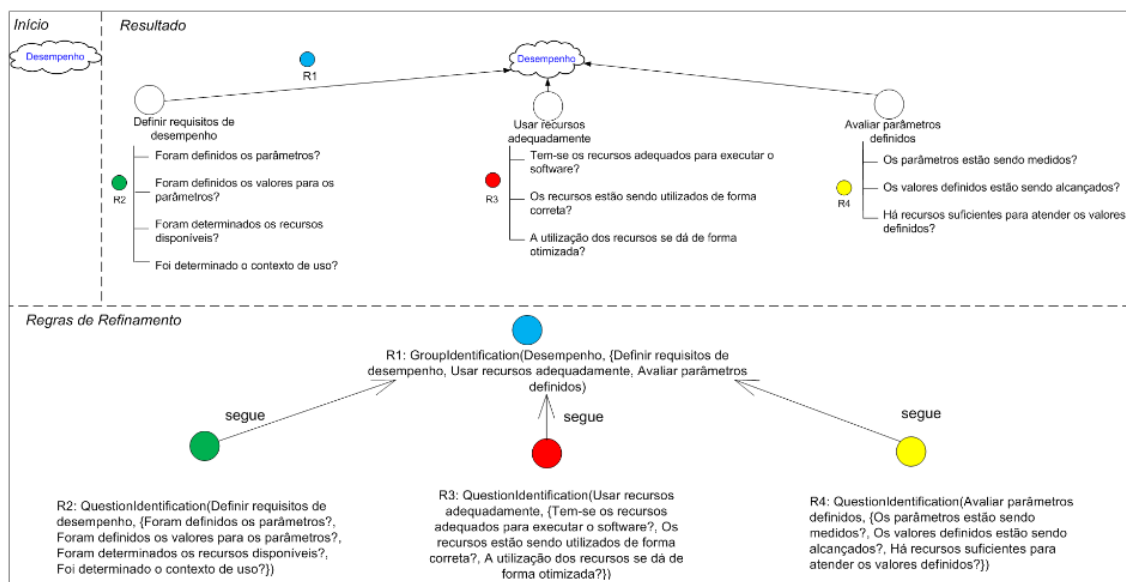 Início
Resultado
Desempenho
R1
Desempenho
Definir requisitos de
desempenho
Foram definidos os parâmetros?
Foram definidos os valores para os
parâmetros?
R2
Foram determinados os recursos
disponíveis?
Foi determinado o contexto de uso?
Usar recursos
adequadamente
Tem-se os recursos adequados para executar o
software?
R3
Os recursos estão sendo utilizados de forma
correta?
A utilização dos recursos se dá de forma
otimizada?
Avaliar parâmetros
definidos
Os parâmetros estão sendo medidos?
Os valores definidos estão sendo alcançados?
R4
Há recursos suficientes para atender os valores
definidos?
Regras de Refinamento
R1: GroupIdentification(Desempenho, {Definir requisitos de
desempenho, Usar recursos adequadamente, Avaliar parâmetros
definidos)
segue
segue
segue
R2: QuestionIdentification(Definir requisitos de
desempenho, {Foram definidos os parâmetros?,
Foram definidos os valores para os parâmetros?,
Foram determinados os recursos disponíveis?,
Foi determinado o contexto de uso?})
R3: QuestionIdentification(Usar recursos
adequadamente, {Tem-se os recursos
adequados para executar o software?, Os
recursos estão sendo utilizados de forma
correta?, A utilização dos recursos se dá de
forma otimizada?})
R4: QuestionIdentification(Avaliar parâmetros
definidos, {Os parâmetros estão sendo
medidos?, Os valores definidos estão sendo
alcançados?, Há recursos suficientes para
atender os valores definidos?})